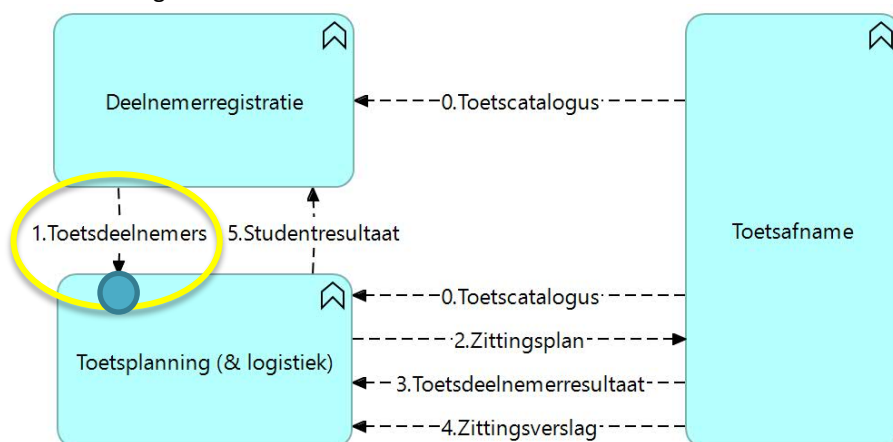 Deelnemerregistratie
0.Toetscatalogus
1.Toetsdeelnemers
5.Studentresultaat
Toetsafname
0.Toetscatalogus
2.Zittingsplan
Toetsplanning (& logistiek)
3.Toetsdeelnemerresultaat
4.Zittingsverslag